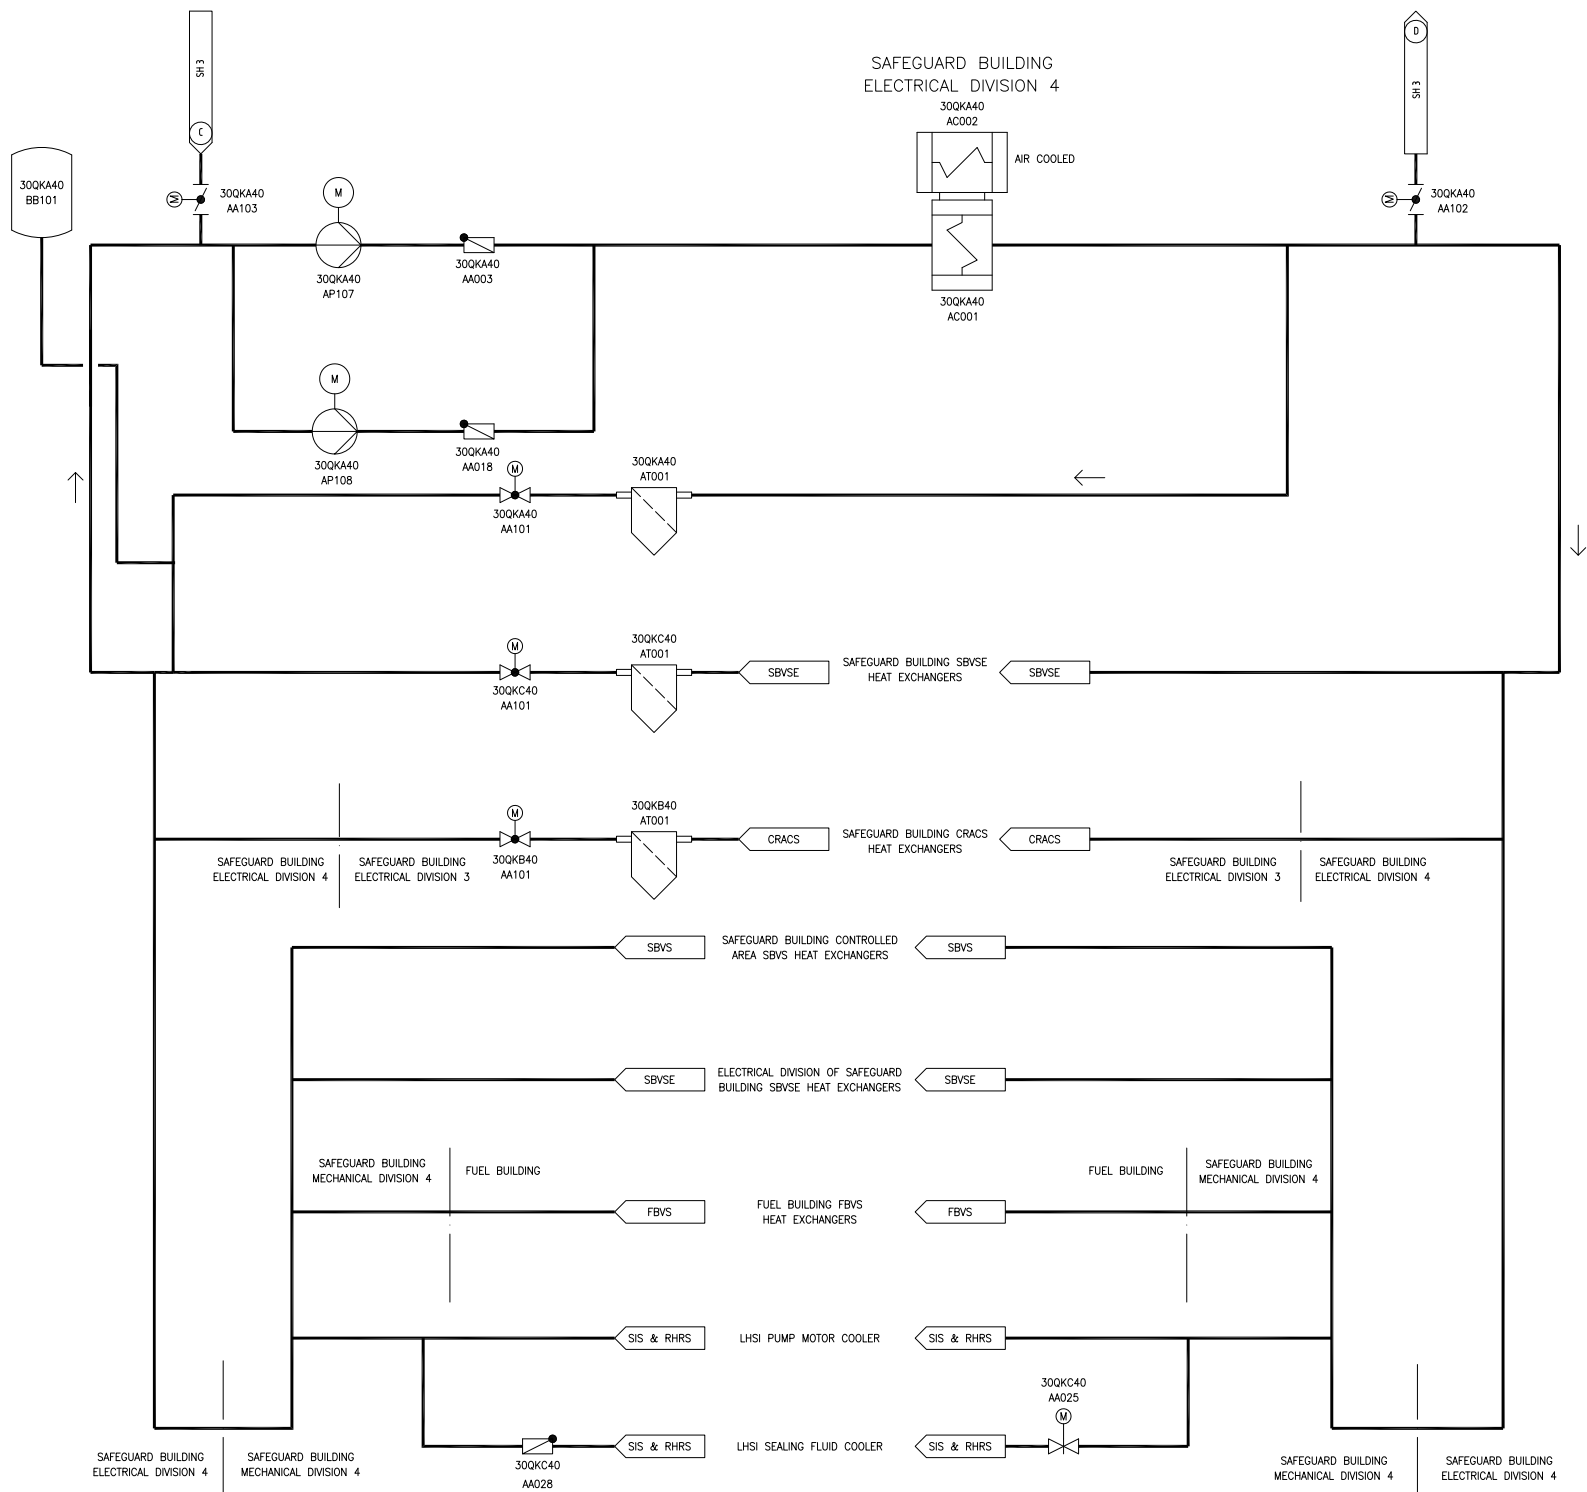 SH 3
C
SAFEGUARD BUILDING
ELECTRICAL DIVISION 4
30QKA40
AC002
AIR COOLED
SH 3
D
30QKA40
BB101
M
30QKA40
AA103
M
30QKA40
AP107
30QKA40
AA003
30QKA40
AC001
M
30QKA40
AA102
M
30QKA40
AP108
30QKA40
AA018
M
30QKA40
AA101
30QKA40
AT001
M
30QKC40
AA101
30QKC40
AT001
SBVSE
SAFEGUARD BUILDING SBVSE
HEAT EXCHANGERS
SBVSE
SAFEGUARD BUILDING
ELECTRICAL DIVISION 4
SAFEGUARD BUILDING
ELECTRICAL DIVISION 3
M
30QKB40
AA101
30QKB40
AT001
CRACS
SAFEGUARD BUILDING CRACS
HEAT EXCHANGERS
CRACS
SAFEGUARD BUILDING
ELECTRICAL DIVISION 3
SAFEGUARD BUILDING
ELECTRICAL DIVISION 4
SBVS
SAFEGUARD BUILDING CONTROLLED
AREA SBVS HEAT EXCHANGERS
SBVS
SBVSE
ELECTRICAL DIVISION OF SAFEGUARD
BUILDING SBVSE HEAT EXCHANGERS
SBVSE
SAFEGUARD BUILDING
MECHANICAL DIVISION 4
FUEL BUILDING
FUEL BUILDING
SAFEGUARD BUILDING
MECHANICAL DIVISION 4
FBVS
FUEL BUILDING FBVS
HEAT EXCHANGERS
FBVS
SIS & RHRS
LHSI PUMP MOTOR COOLER
SIS & RHRS
30QKC40
AA025
M
SIS & RHRS
LHSI SEALING FLUID COOLER
SIS & RHRS
30QKC40
AA028
SAFEGUARD BUILDING
ELECTRICAL DIVISION 4
SAFEGUARD BUILDING
MECHANICAL DIVISION 4
SAFEGUARD BUILDING
MECHANICAL DIVISION 4
SAFEGUARD BUILDING
ELECTRICAL DIVISION 4